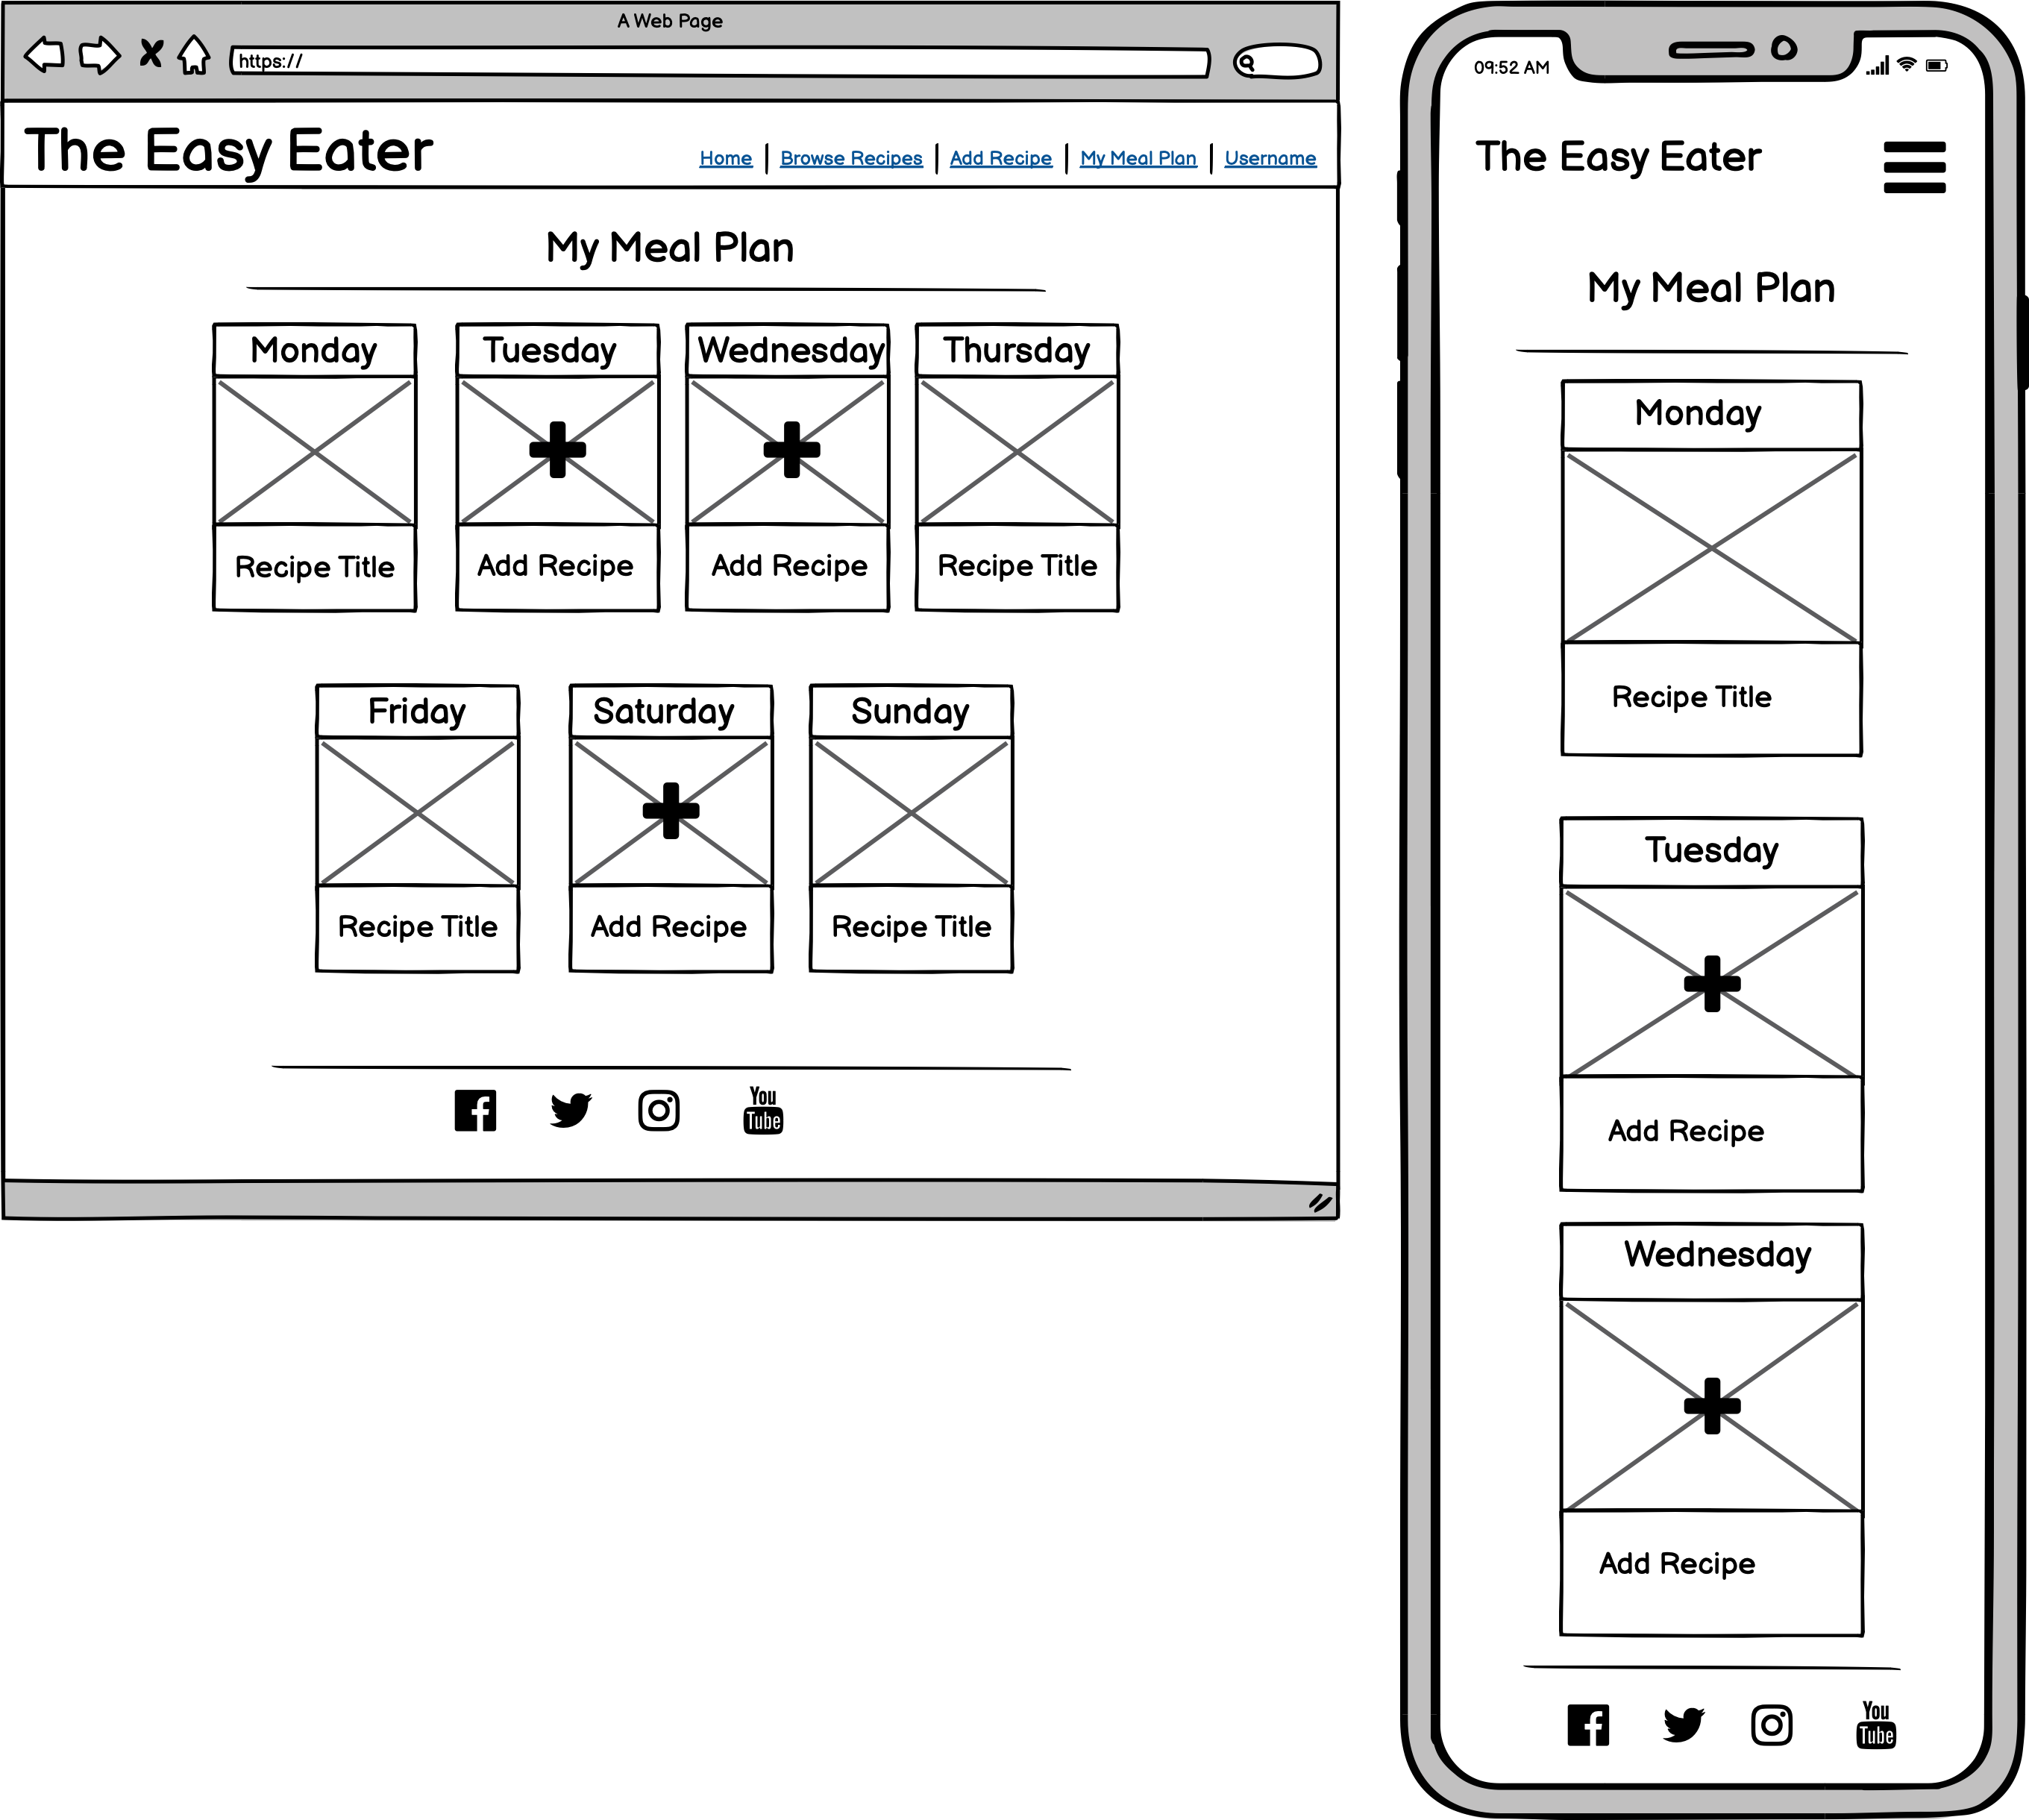 A Web Page
https://
The Easy Eater
Home | Browse Recipes | Add Recipe | My Meal Plan | Username
My Meal Plan
Monday Tuesday Wednesday Thursday
Recipe Title Add Recipe Add Recipe Recipe Title
Friday Saturday Sunday
Recipe Title Add Recipe Recipe Title
You
Tube
09:52 AM
The Easy Eater
My Meal Plan
Monday
Recipe Title
Tuesday
Add Recipe
Wednesday
Add Recipe
You
Tube